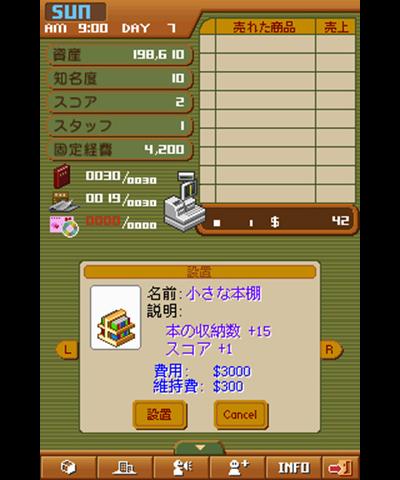 SUN
AM 9:00 DAY 7
売れた商品 売上
資産 198,610
知名度 10
スコア 2
スタッフ 1
固定経費 4,200
0030/0030
0019/0030
0000/0000
$ 42
設置
名前:小さな本棚
説明:
本の収納数 +15
スコア +1
L
R
費用: $3000
維持費: $300
設置 Cancel
INFO